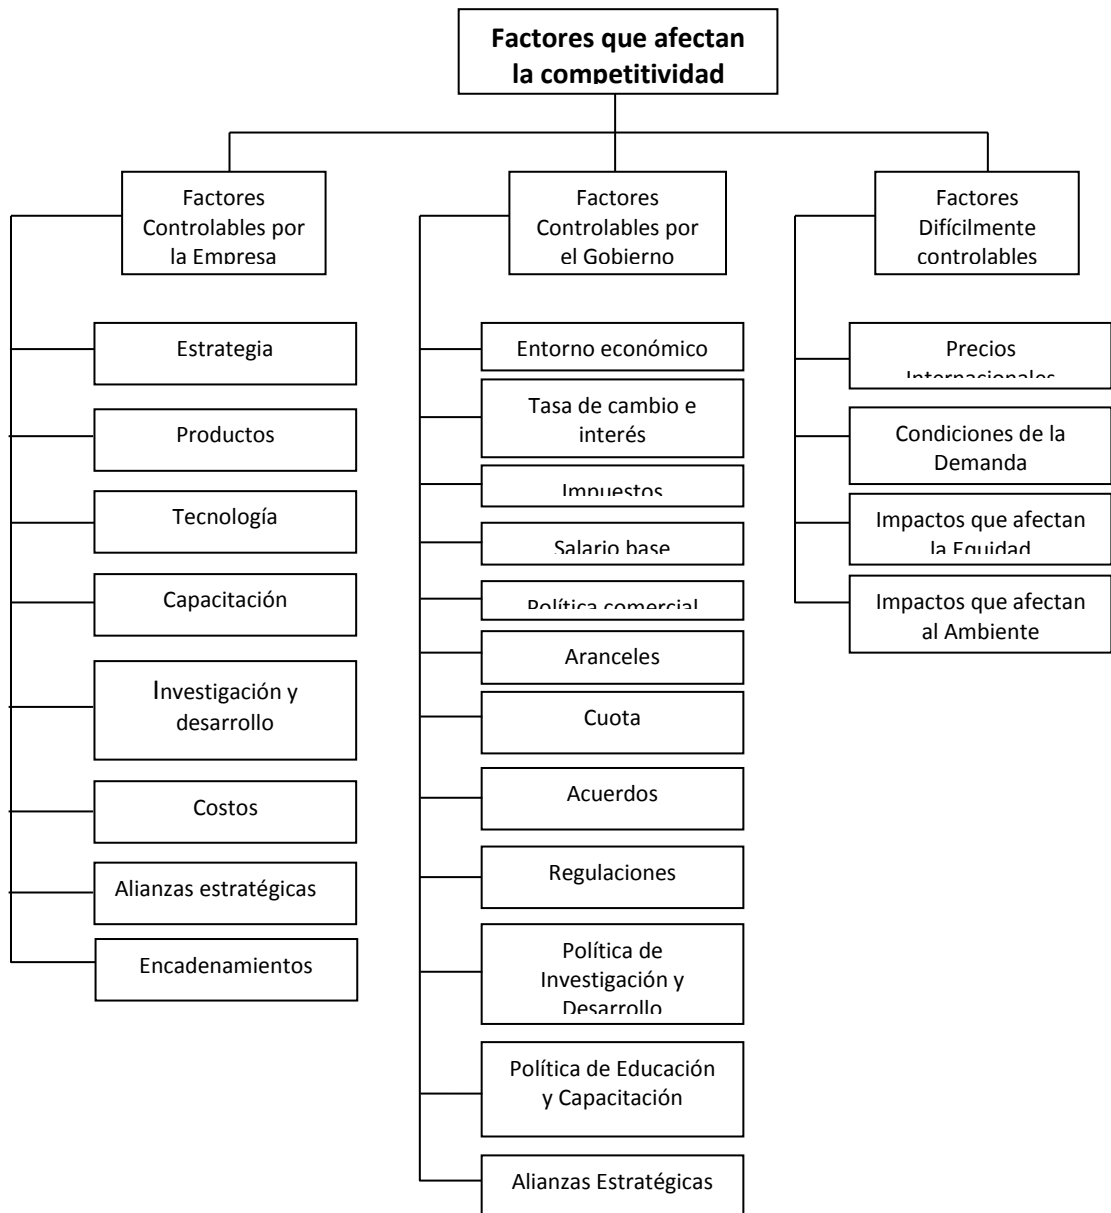 Factores que afectan
la competitividad
Factores
Controlables por
la Empresa
Estrategia
Productos
Tecnología
Capacitación
Investigación y
desarrollo
Costos
Alianzas estratégicas
Encadenamientos
Factores
Controlables por
el Gobierno
Entorno económico
Tasa de cambio e
interés
Impuestos
Salario base
Política comercial
Aranceles
Cuota
Acuerdos
Regulaciones
Política de
Investigación y
Desarrollo
Política de Educación
y Capacitación
Alianzas Estratégicas
Factores
Difícilmente
controlables
Precios
Internacionales
Condiciones de la
Demanda
Impactos que afectan
la Equidad
Impactos que afectan
al Ambiente